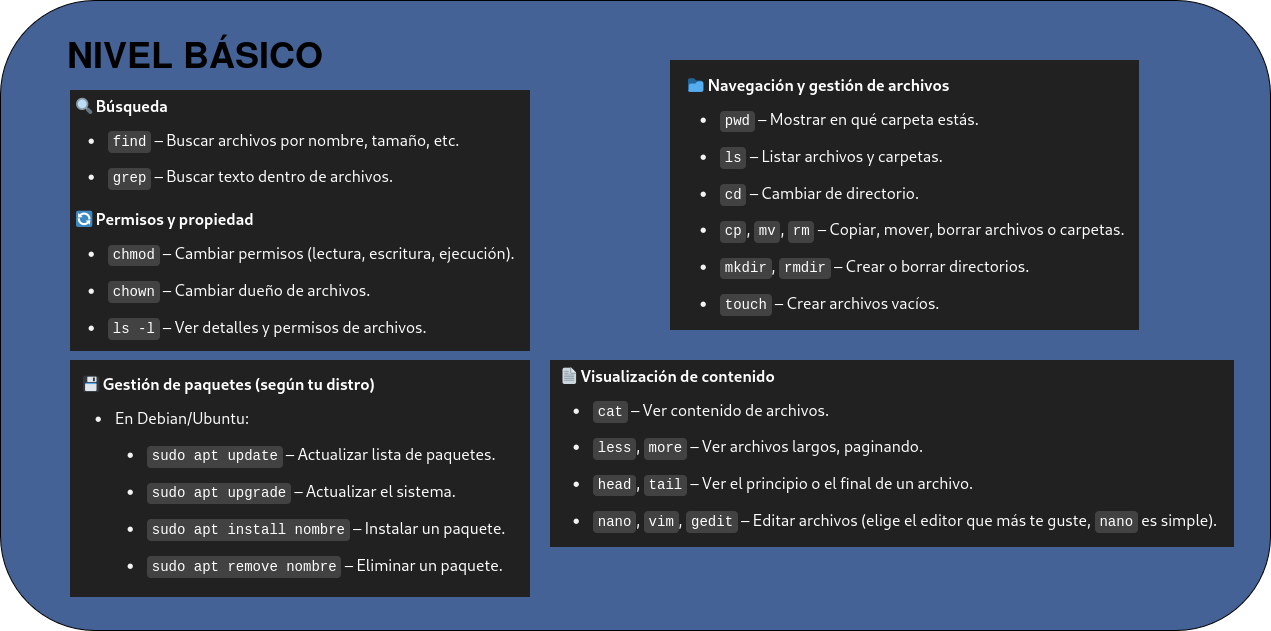 NIVEL BÁSICO
🔍 Búsqueda
• find – Buscar archivos por nombre, tamaño, etc.
• grep – Buscar texto dentro de archivos.
🔄 Permisos y propiedad
• chmod – Cambiar permisos (lectura, escritura, ejecución).
• chown – Cambiar dueño de archivos.
• ls -l – Ver detalles y permisos de archivos.
📁 Navegación y gestión de archivos
• pwd – Mostrar en qué carpeta estás.
• ls – Listar archivos y carpetas.
• cd – Cambiar de directorio.
• cp, mv, rm – Copiar, mover, borrar archivos o carpetas.
• mkdir, rmdir – Crear o borrar directorios.
• touch – Crear archivos vacíos.
💾 Gestión de paquetes (según tu distro)
• En Debian/Ubuntu:
• sudo apt update – Actualizar lista de paquetes.
• sudo apt upgrade – Actualizar el sistema.
• sudo apt install nombre – Instalar un paquete.
• sudo apt remove nombre – Eliminar un paquete.
📄 Visualización de contenido
• cat – Ver contenido de archivos.
• less, more – Ver archivos largos, paginando.
• head, tail – Ver el principio o el final de un archivo.
• nano, vim, gedit – Editar archivos (elige el editor que más te guste, nano es simple).